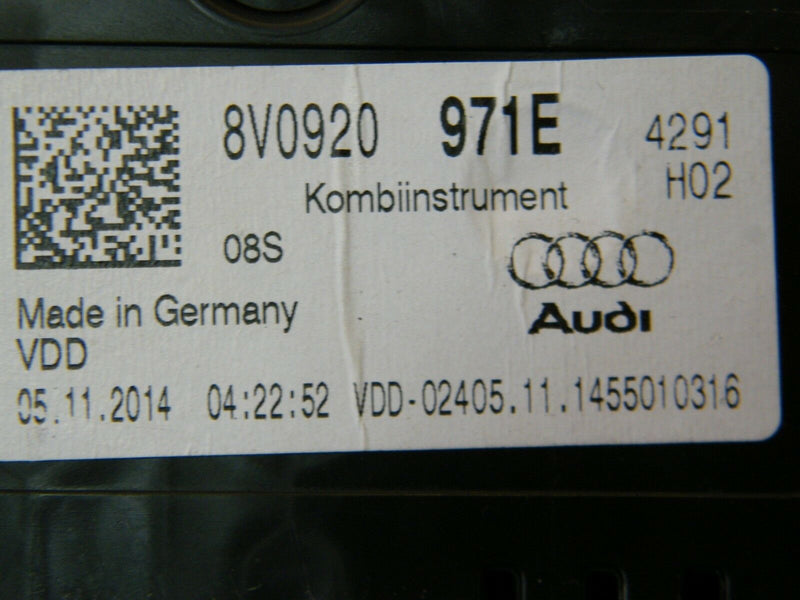 8V0920 971E 4291
Kombiinstrument H02
08S
Audi
Made in Germany
VDD
05.11.2014 04:22:52 VDD-02405.11.1455010316